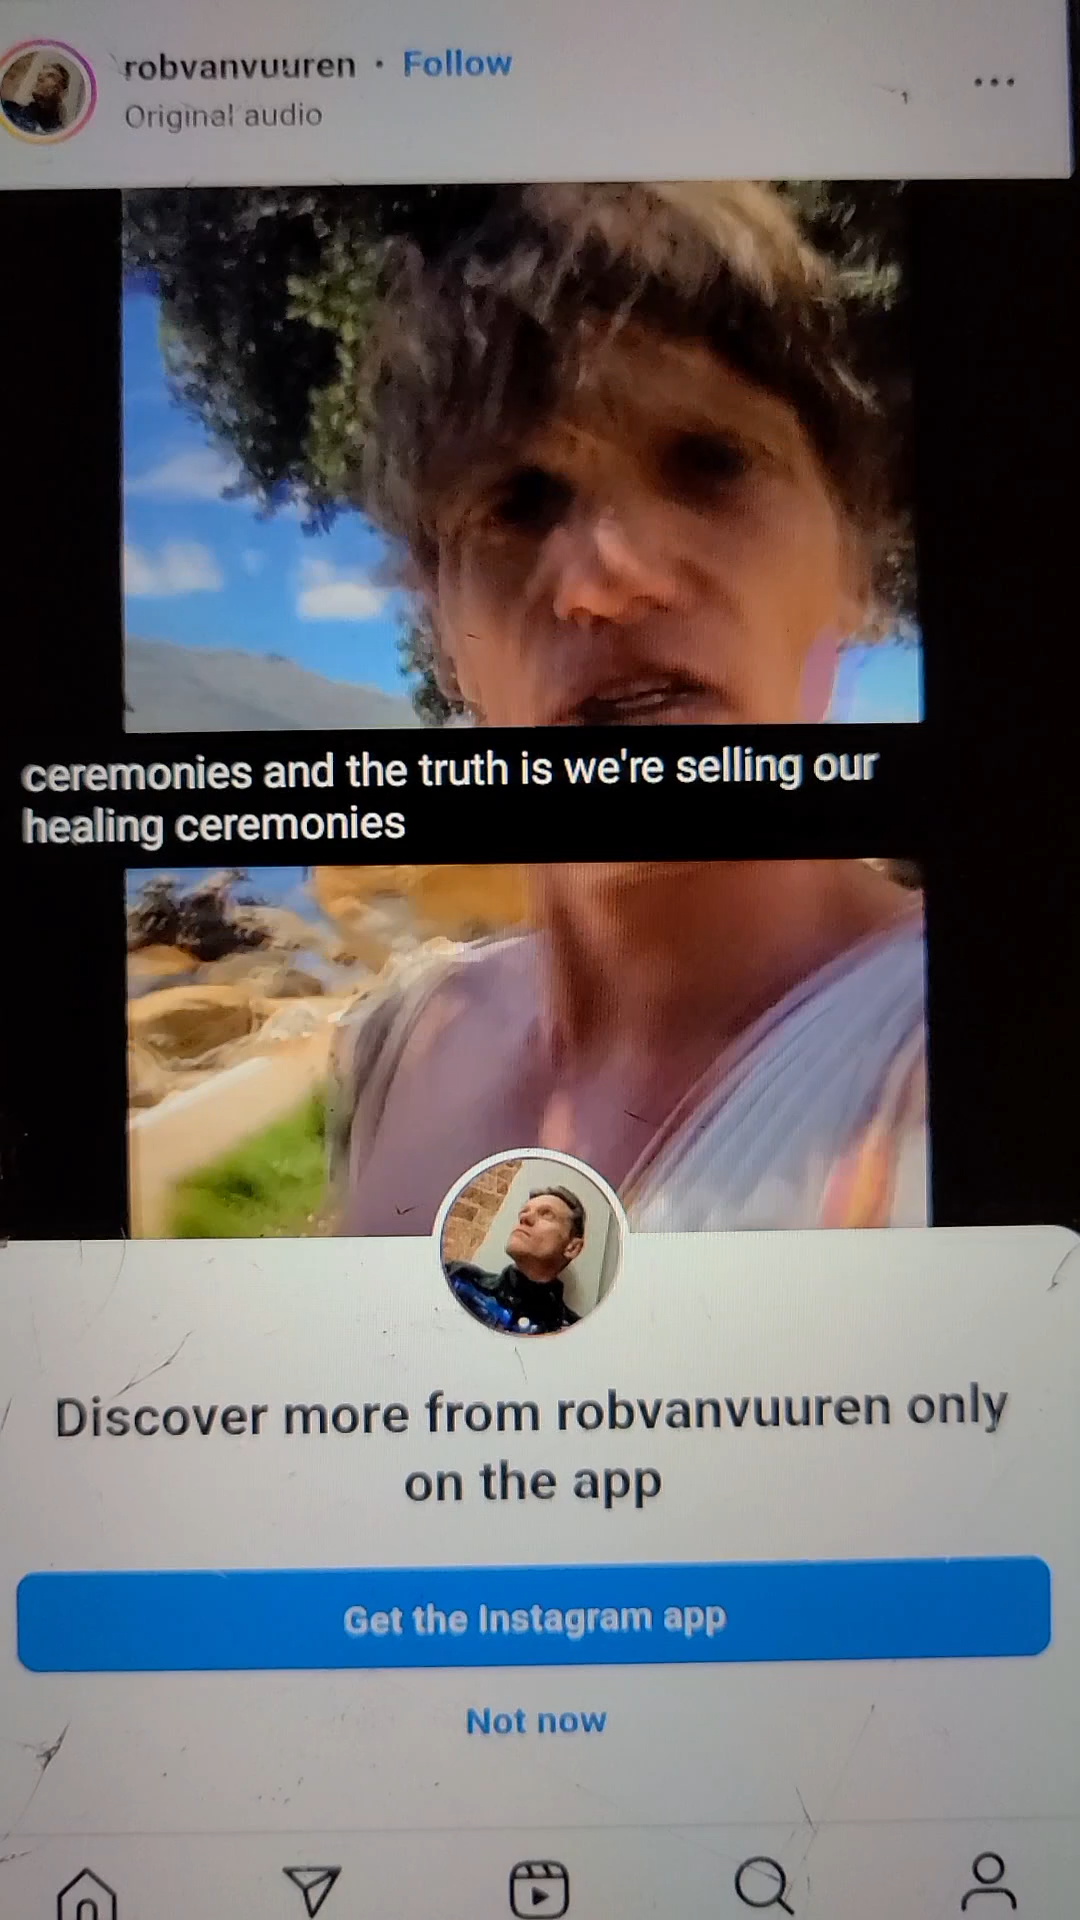 robvanvuuren • Follow
Original audio
1
ceremonies and the truth is we're selling our
healing ceremonies
Discover more from robvanvuuren only
on the app
Get the Instagram app
Not now